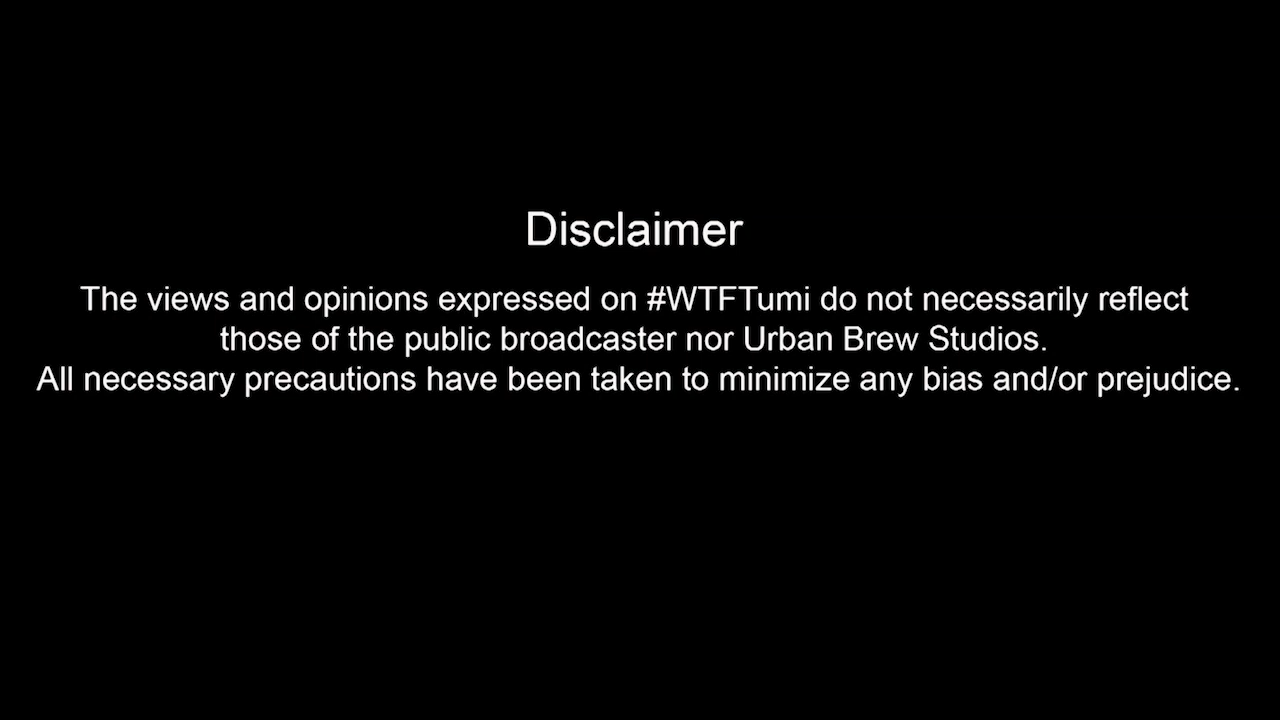 Disclaimer
The views and opinions expressed on #WTFTumi do not necessarily reflect
those of the public broadcaster nor Urban Brew Studios.
All necessary precautions have been taken to minimize any bias and/or prejudice.